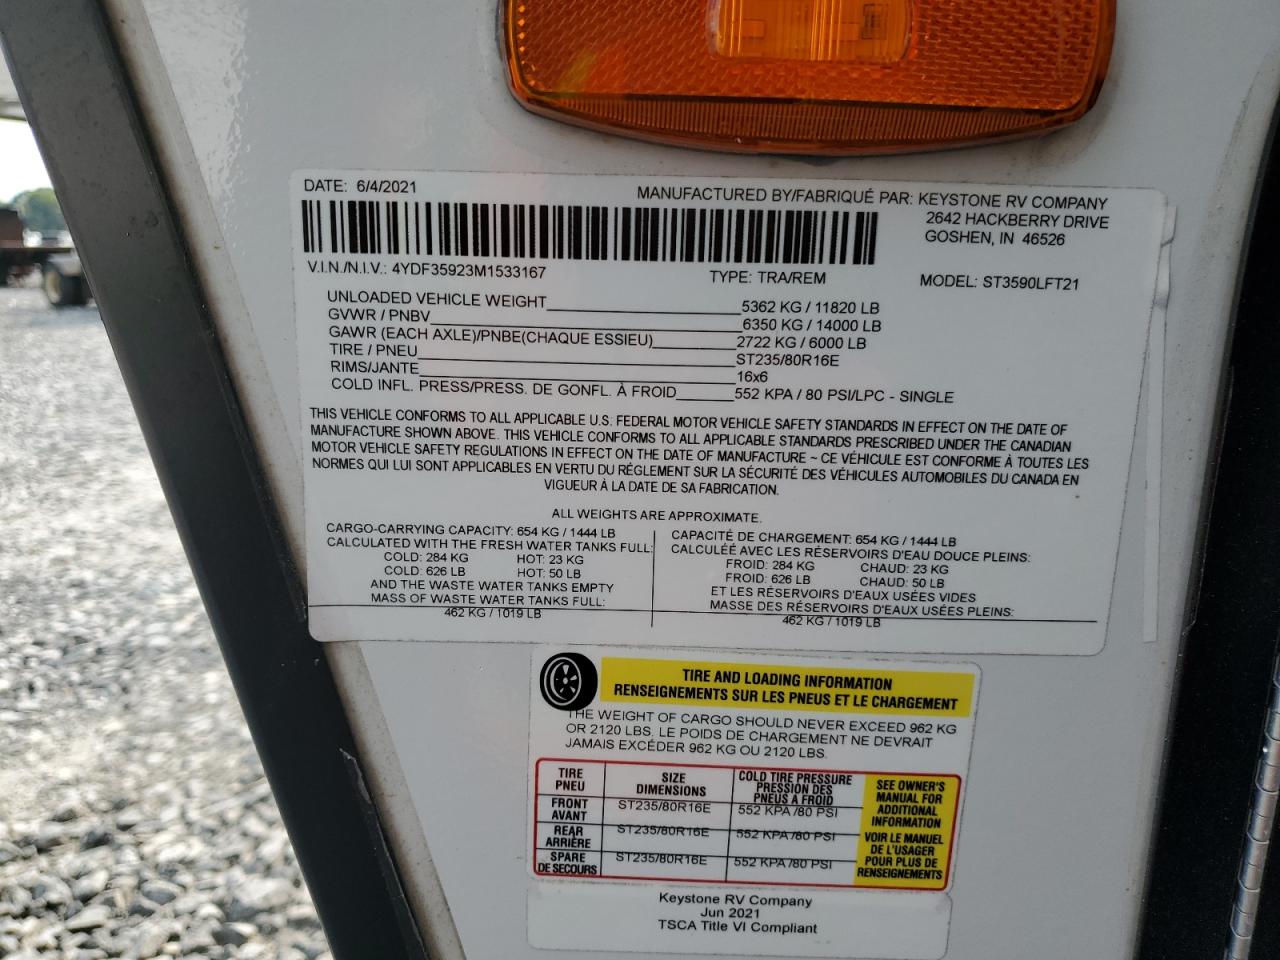 DATE: 6/4/2021
MANUFACTURED BY/FABRIQUÉ PAR: KEYSTONE RV COMPANY
2642 HACKBERRY DRIVE
GOSHEN, IN 46526
V.I.N./N.I.V.: 4YDF35923M1533167
TYPE: TRA/REM
MODEL: ST3590LFT21
UNLOADED VEHICLE WEIGHT 5362 KG / 11820 LB
GVWR / PNBV 6350 KG / 14000 LB
GAWR (EACH AXLE)/PNBE(CHAQUE ESSIEU) 2722 KG / 6000 LB
TIRE / PNEU ST235/80R16E
RIMS/JANTE 16x6
COLD INFL. PRESS/PRESS. DE GONFL. À FROID 552 KPA / 80 PSI/LPC - SINGLE
THIS VEHICLE CONFORMS TO ALL APPLICABLE U.S. FEDERAL MOTOR VEHICLE SAFETY STANDARDS IN EFFECT ON THE DATE OF
MANUFACTURE SHOWN ABOVE. THIS VEHICLE CONFORMS TO ALL APPLICABLE STANDARDS PRESCRIBED UNDER THE CANADIAN
MOTOR VEHICLE SAFETY REGULATIONS IN EFFECT ON THE DATE OF MANUFACTURE ~ CE VÉHICULE EST CONFORME À TOUTES LES
NORMES QUI LUI SONT APPLICABLES EN VERTU DU RÉGLEMENT SUR LA SÉCURITÉ DES VÉHICULES AUTOMOBILES DU CANADA EN
VIGUEUR À LA DATE DE SA FABRICATION.
ALL WEIGHTS ARE APPROXIMATE.
CARGO-CARRYING CAPACITY: 654 KG / 1444 LB
CALCULATED WITH THE FRESH WATER TANKS FULL:
COLD: 284 KG HOT: 23 KG
COLD: 626 LB HOT: 50 LB
AND THE WASTE WATER TANKS EMPTY
MASS OF WASTE WATER TANKS FULL:
462 KG / 1019 LB
CAPACITÉ DE CHARGEMENT: 654 KG / 1444 LB
CALCULÉE AVEC LES RÉSERVOIRS D'EAU DOUCE PLEINS:
FROID: 284 KG CHAUD: 23 KG
FROID: 626 LB CHAUD: 50 LB
ET LES RÉSERVOIRS D'EAUX USÉES VIDES
MASSE DES RÉSERVOIRS D'EAUX USÉES PLEINS:
462 KG / 1019 LB
TIRE AND LOADING INFORMATION
RENSEIGNEMENTS SUR LES PNEUS ET LE CHARGEMENT
THE WEIGHT OF CARGO SHOULD NEVER EXCEED 962 KG
OR 2120 LBS. LE POIDS DE CHARGEMENT NE DEVRAIT
JAMAIS EXCÉDER 962 KG OU 2120 LBS.
TIRE
PNEU
SIZE
DIMENSIONS
COLD TIRE PRESSURE
PRESSION DES
PNEUS A FROID
FRONT
AVANT
ST235/80R16E
552 KPA /80 PSI
REAR
ARRIÈRE
ST235/80R16E
552 KPA /80 PSI
SPARE
DE SECOURS
ST235/80R16E
552 KPA /80 PSI
SEE OWNER'S
MANUAL FOR
ADDITIONAL
INFORMATION
VOIR LE MANUEL
DE L'USAGER
POUR PLUS DE
RENSEIGNEMENTS
Keystone RV Company
Jun 2021
TSCA Title VI Compliant